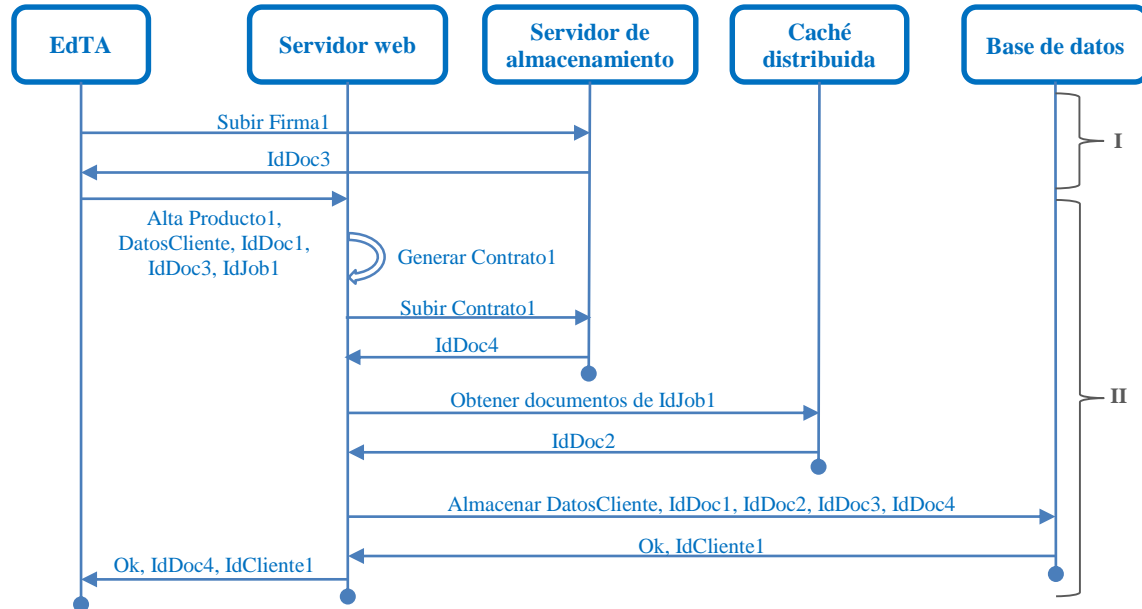 EdTA
Servidor web
Servidor de
almacenamiento
Caché
distribuida
Base de datos
Subir Firma1
I
IdDoc3
Alta Producto1,
DatosCliente, IdDoc1,
IdDoc3, IdJob1
Generar Contrato1
Subir Contrato1
IdDoc4
Obtener documentos de IdJob1
II
IdDoc2
Almacenar DatosCliente, IdDoc1, IdDoc2, IdDoc3, IdDoc4
Ok, IdCliente1
Ok, IdDoc4, IdCliente1